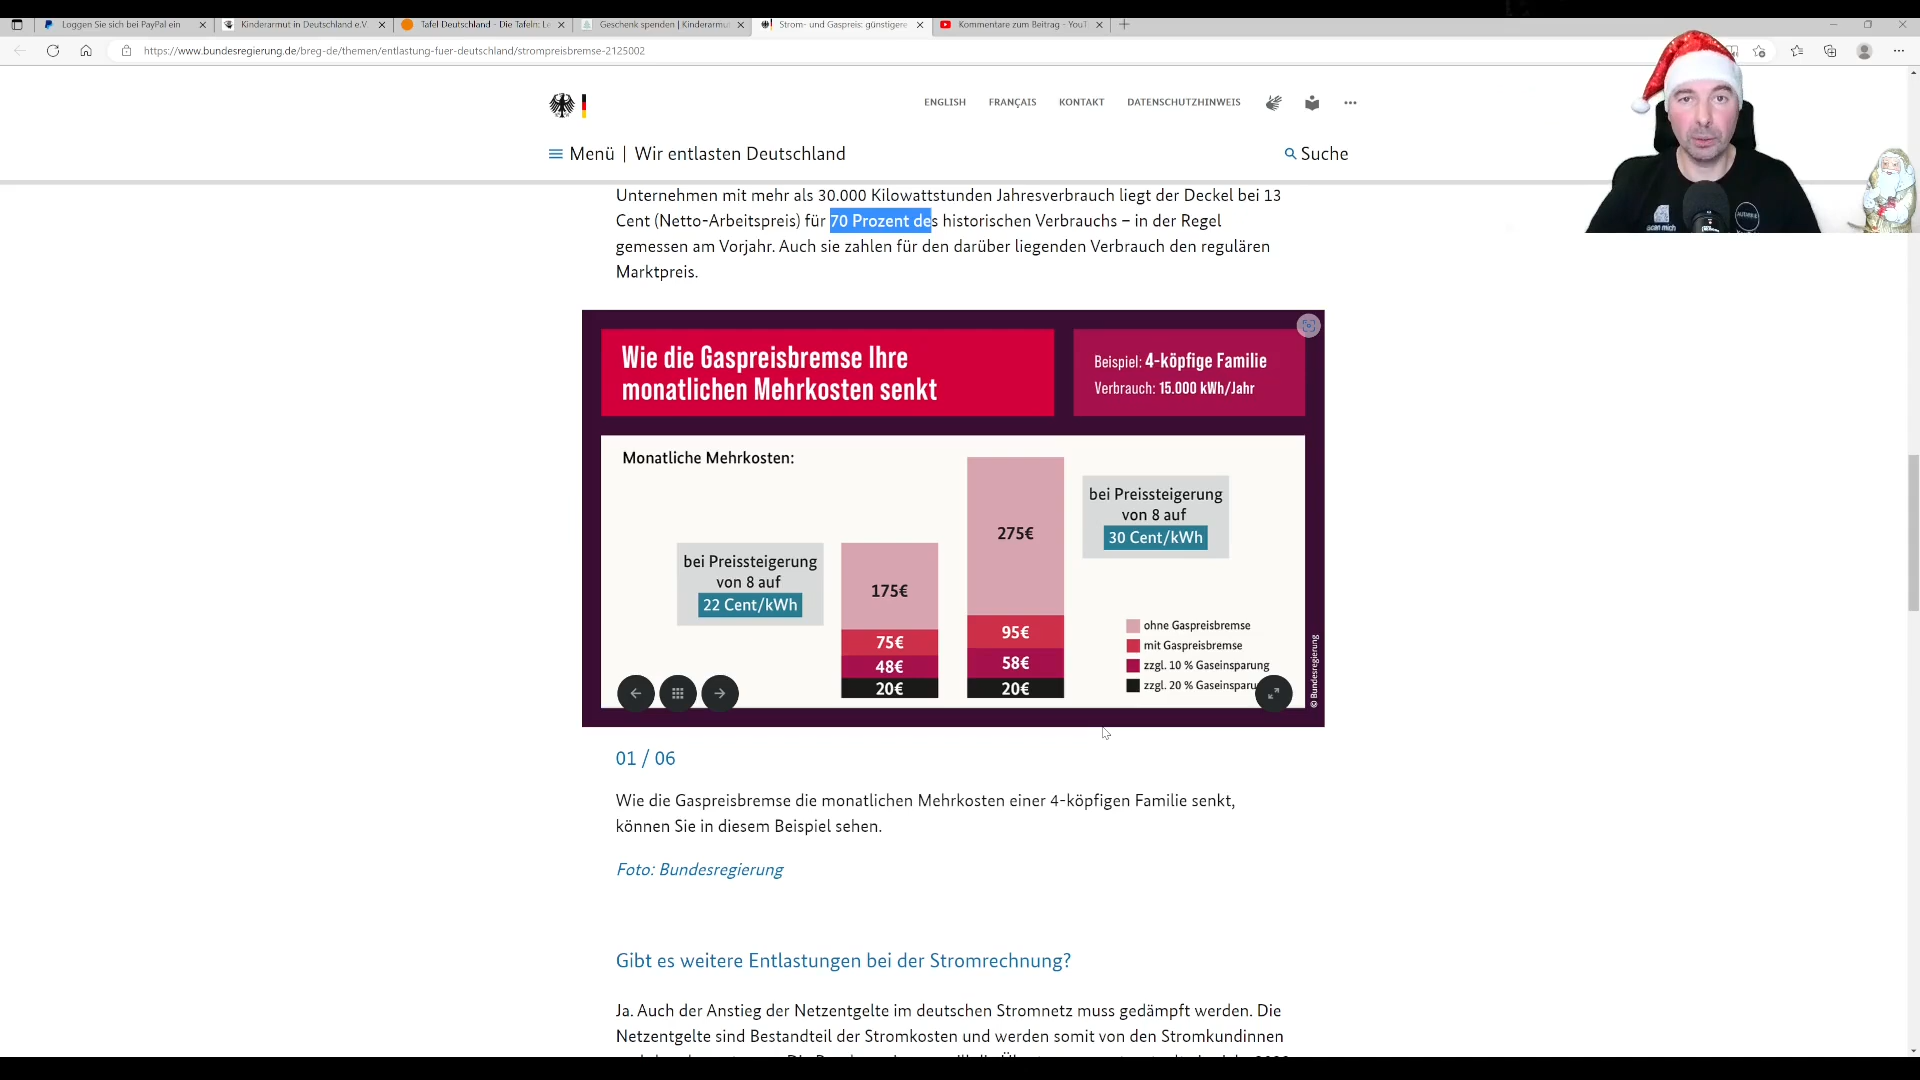 Loggen Sie sich bei PayPal ein
Kinderarmut in Deutschland e.V.
Tafel Deutschland - Die Tafeln: Le
Geschenk spenden | Kinderarmu
Strom- und Gaspreis: günstigere
Kommentare zum Beitrag - YouT
https://www.bundesregierung.de/breg-de/themen/entlastung-fuer-deutschland/strompreisbremse-2125002
ENGLISH FRANÇAIS KONTAKT DATENSCHUTZHINWEIS
Menü | Wir entlasten Deutschland
Suche
Unternehmen mit mehr als 30.000 Kilowattstunden Jahresverbrauch liegt der Deckel bei 13
Cent (Netto-Arbeitspreis) für 70 Prozent des historischen Verbrauchs – in der Regel
gemessen am Vorjahr. Auch sie zahlen für den darüber liegenden Verbrauch den regulären
Marktpreis.
Wie die Gaspreisbremse Ihre
monatlichen Mehrkosten senkt
Beispiel: 4-köpfige Familie
Verbrauch: 15.000 kWh/Jahr
Monatliche Mehrkosten:
bei Preissteigerung
von 8 auf
22 Cent/kWh
175€
75€
48€
20€
275€
95€
58€
20€
bei Preissteigerung
von 8 auf
30 Cent/kWh
ohne Gaspreisbremse
mit Gaspreisbremse
zzgl. 10 % Gaseinsparung
zzgl. 20 % Gaseinsparu
© Bundesregierung
01 / 06
Wie die Gaspreisbremse die monatlichen Mehrkosten einer 4-köpfigen Familie senkt,
können Sie in diesem Beispiel sehen.
Foto: Bundesregierung
Gibt es weitere Entlastungen bei der Stromrechnung?
Ja. Auch der Anstieg der Netzentgelte im deutschen Stromnetz muss gedämpft werden. Die
Netzentgelte sind Bestandteil der Stromkosten und werden somit von den Stromkundinnen